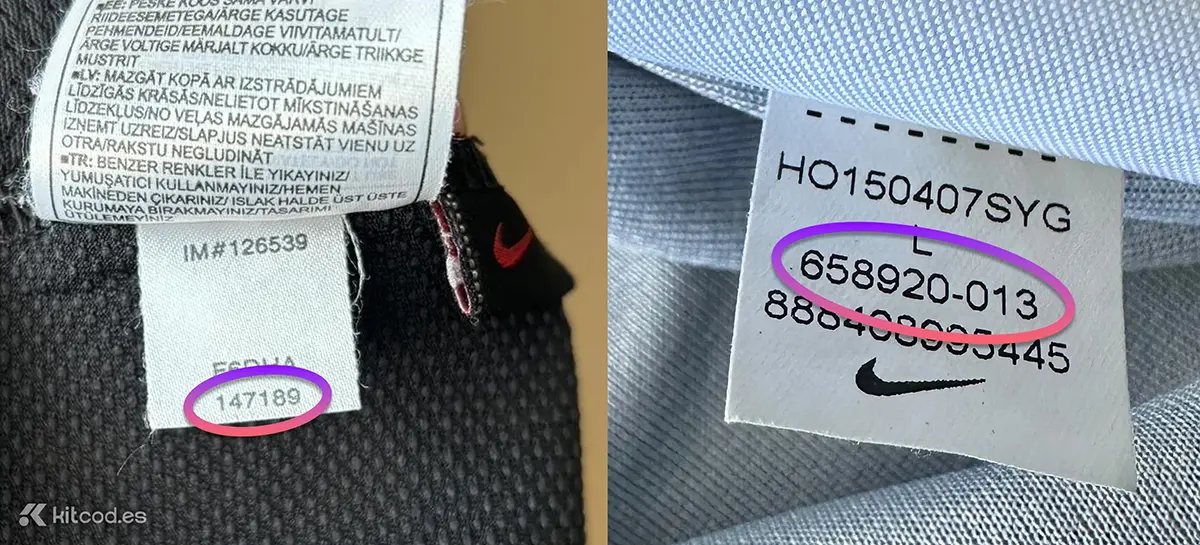 ■EE: PESKE KOOS SAMA VÄRVI
RIIDEESEMETEGA/ÄRGE KASUTAGE
PEHMENDEID/EEMALDAGE VIIVITAMATULT/
ÄRGE VOLTIGE MÄRJALT KOKKU/ÄRGE TRIIKIGE
MUSTRIT
■LV: MAZGĀT KOPĀ AR IZSTRĀDĀJUMIEM
LĪDZĪGĀS KRĀSĀS/NELIETOT MĪKSTINĀŠANAS
LĪDZEKĻUS/NO VEĻAS MAZGĀJAMĀS MAŠĪNAS
IZŅEMT UZREIZ/SLAPJUS NEATSTĀT VIENU UZ
OTRA/RAKSTU NEGLUDINĀT
■TR: BENZER RENKLER İLE YIKAYINIZ/
YUMUŞATICI KULLANMAYINIZ/HEMEN
MAKİNEDEN ÇIKARINIZ/ ISLAK HALDE ÜST ÜSTE
KURUMAYA BIRAKMAYINIZ/TASARIMI
ÜTÜLEMEYİNİZ
IM#126539
147189
kitcod.es
HO150407SYG
L
658920-013
888408995445